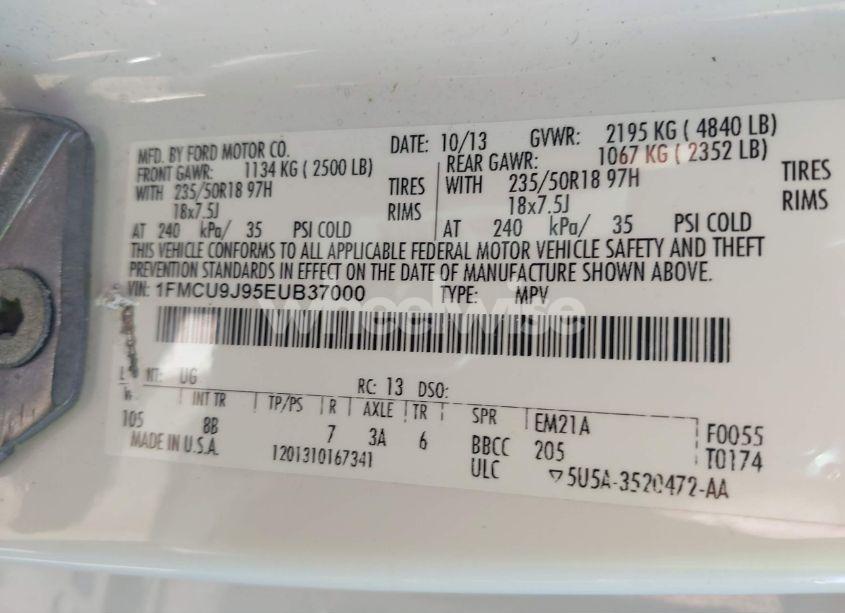 MFD. BY FORD MOTOR CO. DATE: 10/13 GVWR: 2195 KG ( 4840 LB)
FRONT GAWR: 1134 KG ( 2500 LB) REAR GAWR: 1067 KG ( 2352 LB)
WITH 235/50R18 97H TIRES WITH 235/50R18 97H TIRES
18x7.5J RIMS 18x7.5J RIMS
AT 240 kPa/ 35 PSI COLD AT 240 kPa/ 35 PSI COLD
THIS VEHICLE CONFORMS TO ALL APPLICABLE FEDERAL MOTOR VEHICLE SAFETY AND THEFT
PREVENTION STANDARDS IN EFFECT ON THE DATE OF MANUFACTURE SHOWN ABOVE.
VIN: 1FMCU9J95EUB37000 TYPE: MPV
wheelwise
NT: UG RC: 13 DSO:
INT TR TP/PS R AXLE TR SPR EM21A F0055
105 8B 7 3A 6 BBCC 205 T0174
MADE IN U.S.A. 1201310167341 ULC 5U5A-3520472-AA